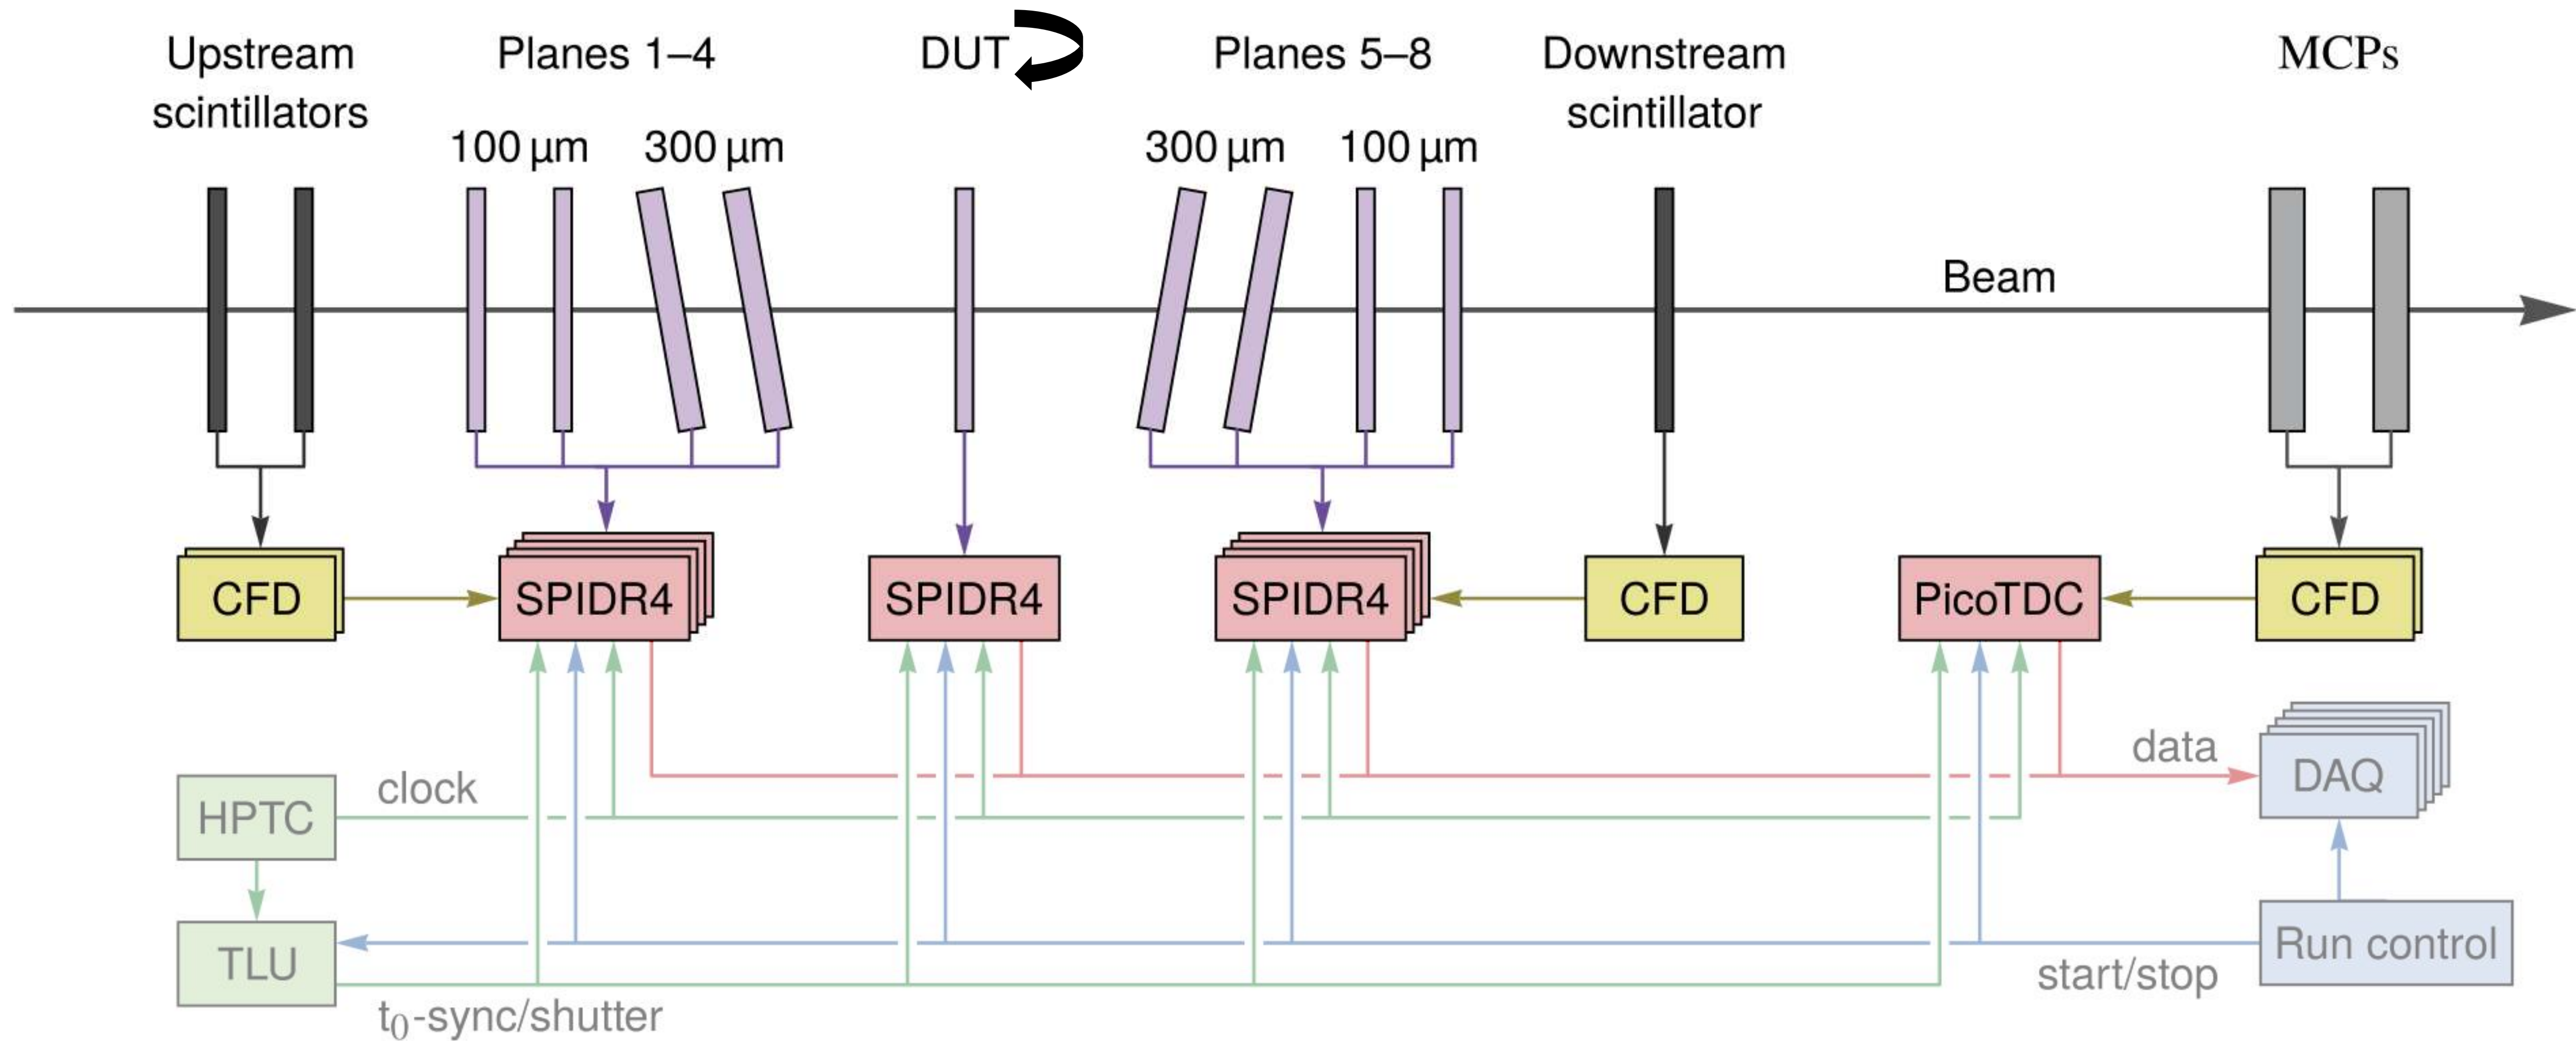 Upstream
scintillators
Planes 1–4
100 µm 300 µm
DUT
Planes 5–8
300 µm 100 µm
Downstream
scintillator
Beam
MCPs
CFD
SPIDR4
SPIDR4
SPIDR4
CFD
PicoTDC
CFD
data
DAQ
clock
HPTC
TLU
Run control
start/stop
t₀-sync/shutter